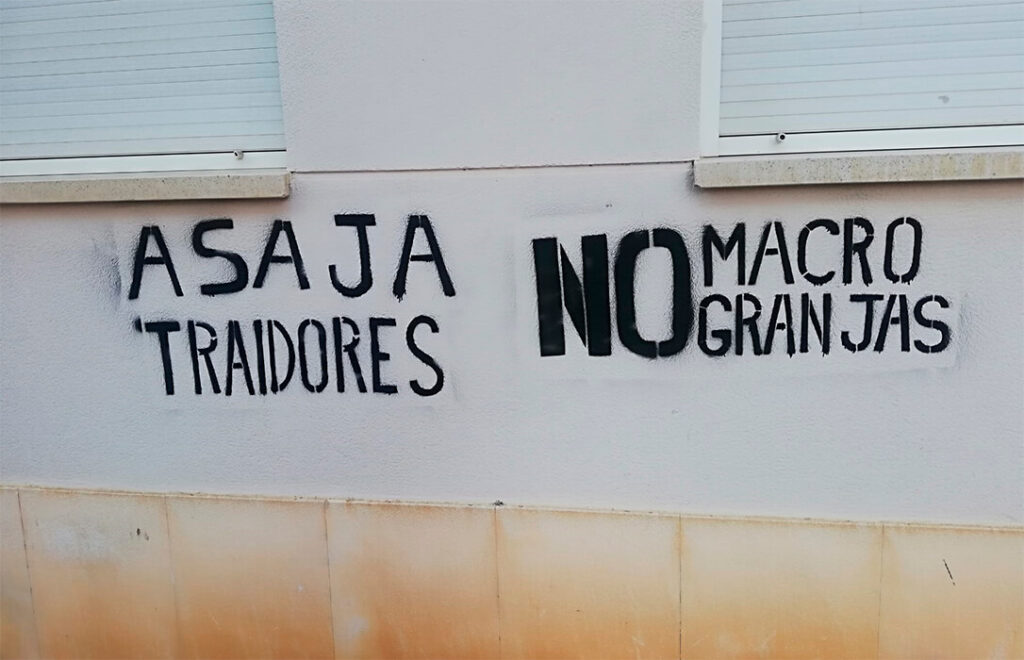 ASAJA
TRAIDORES
NO MACRO
GRANJAS